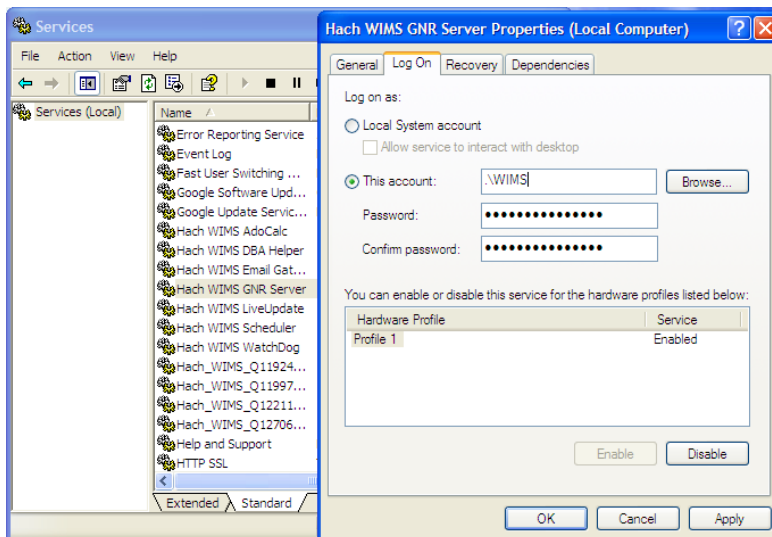 Services
File Action View Help
Services (Local)
Name
Error Reporting Service
Event Log
Fast User Switching ...
Google Software Upd...
Google Update Servic...
Hach WIMS AdoCalc
Hach WIMS DBA Helper
Hach WIMS Email Gat...
Hach WIMS GNR Server
Hach WIMS LiveUpdate
Hach WIMS Scheduler
Hach WIMS WatchDog
Hach_WIMS_Q11924...
Hach_WIMS_Q11997...
Hach_WIMS_Q12211...
Hach_WIMS_Q12706...
Help and Support
HTTP SSL
Extended Standard
Hach WIMS GNR Server Properties (Local Computer)
General Log On Recovery Dependencies
Log on as:
Local System account
Allow service to interact with desktop
This account: .\WIMS Browse...
Password: •••••••••••••••
Confirm password: •••••••••••••••
You can enable or disable this service for the hardware profiles listed below:
Hardware Profile Service
Profile 1 Enabled
Enable Disable
OK Cancel Apply